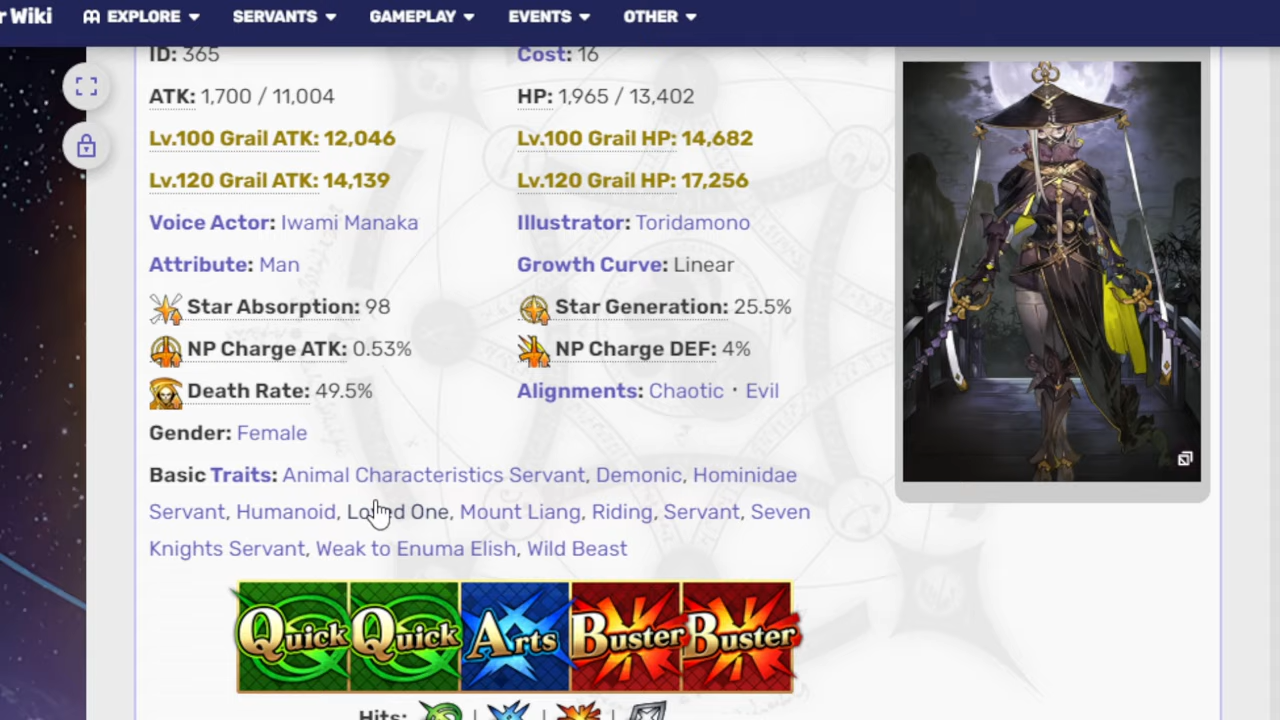 r Wiki EXPLORE SERVANTS GAMEPLAY EVENTS OTHER
ID: 365 Cost: 16
ATK: 1,700 / 11,004 HP: 1,965 / 13,402
Lv.100 Grail ATK: 12,046 Lv.100 Grail HP: 14,682
Lv.120 Grail ATK: 14,139 Lv.120 Grail HP: 17,256
Voice Actor: Iwami Manaka Illustrator: Toridamono
Attribute: Man Growth Curve: Linear
Star Absorption: 98 Star Generation: 25.5%
NP Charge ATK: 0.53% NP Charge DEF: 4%
Death Rate: 49.5% Alignments: Chaotic · Evil
Gender: Female
Basic Traits: Animal Characteristics Servant, Demonic, Hominidae
Servant, Humanoid, Loved One, Mount Liang, Riding, Servant, Seven
Knights Servant, Weak to Enuma Elish, Wild Beast
Quick Quick Arts Buster Buster
Hits: